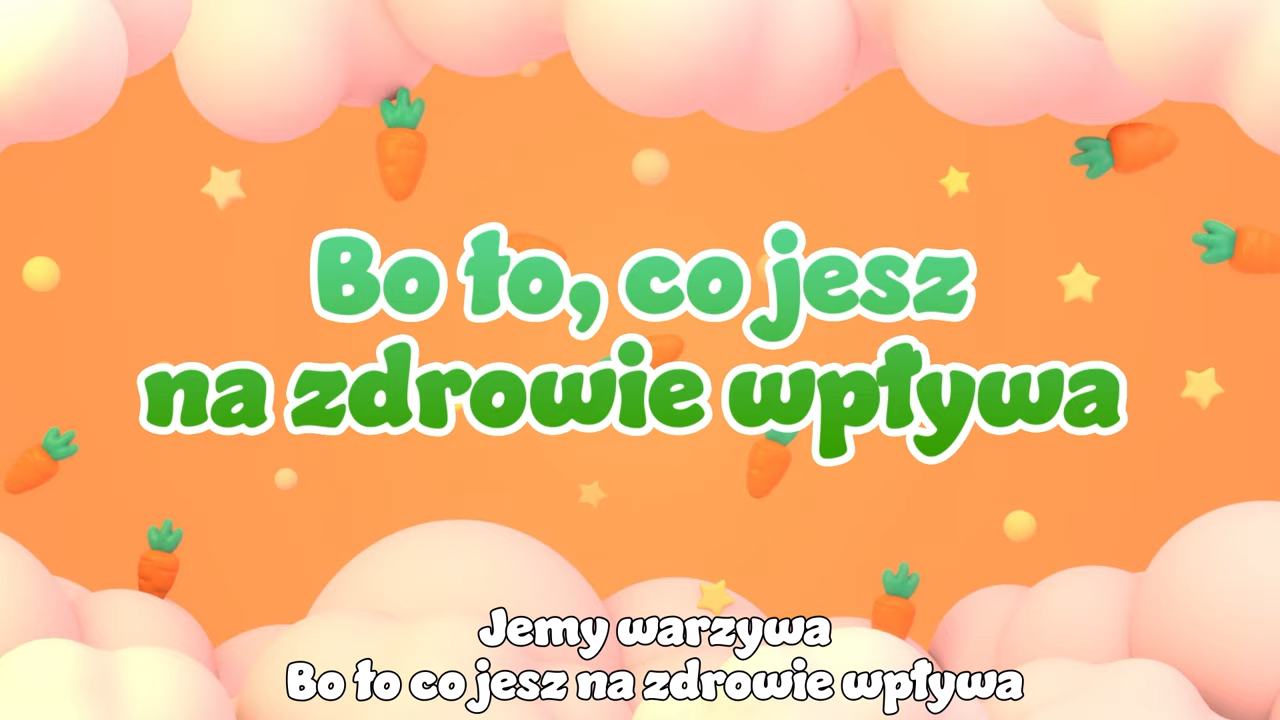 Bo to, co jesz
na zdrowie wpływa
Jemy warzywa
Bo to co jesz na zdrowie wpływa